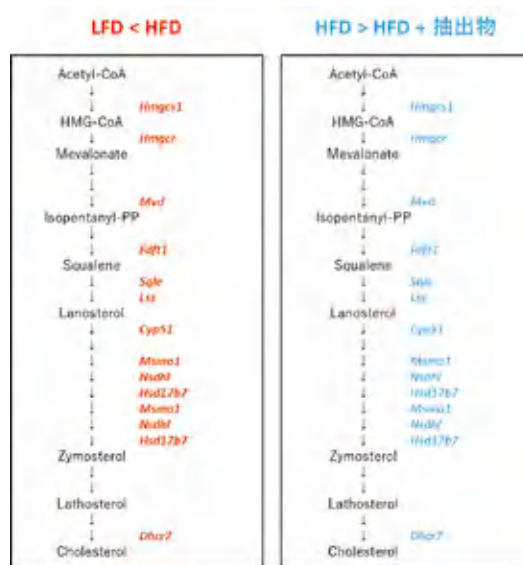 LFD < HFD
Acetyl-CoA
Hmgcs1
HMG-CoA
Hmgcr
Mevalonate
Mvd
Isopentanyl-PP
Fdft1
Squalene
Sqle
Lss
Lanosterol
Cyp51
Msmo1
Nsdhl
Hsd17b7
Msmo1
Nsdhl
Hsd17b7
Zymosterol
Lathosterol
Dhcr7
Cholesterol
HFD > HFD + 抽出物
Acetyl-CoA
Hmgcs1
HMG-CoA
Hmgcr
Mevalonate
Mvd
Isopentanyl-PP
Fdft1
Squalene
Sqle
Lss
Lanosterol
Cyp51
Msmo1
Nsdhl
Hsd17b7
Msmo1
Nsdhl
Hsd17b7
Zymosterol
Lathosterol
Dhcr7
Cholesterol